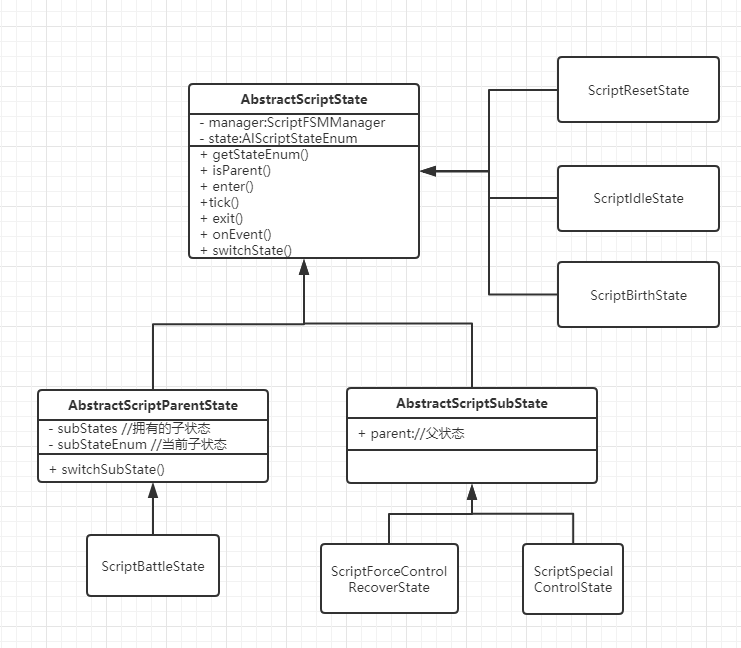 AbstractScriptState
- manager:ScriptFSMManager
- state:AIScriptStateEnum
+ getStateEnum()
+ isParent()
+ enter()
+tick()
+ exit()
+ onEvent()
+ switchState()
ScriptResetState
ScriptIdleState
ScriptBirthState
AbstractScriptParentState
- subStates //拥有的子状态
- subStateEnum //当前子状态
+ switchSubState()
AbstractScriptSubState
+ parent://父状态
ScriptBattleState
ScriptForceControl
RecoverState
ScriptSpecial
ControlState